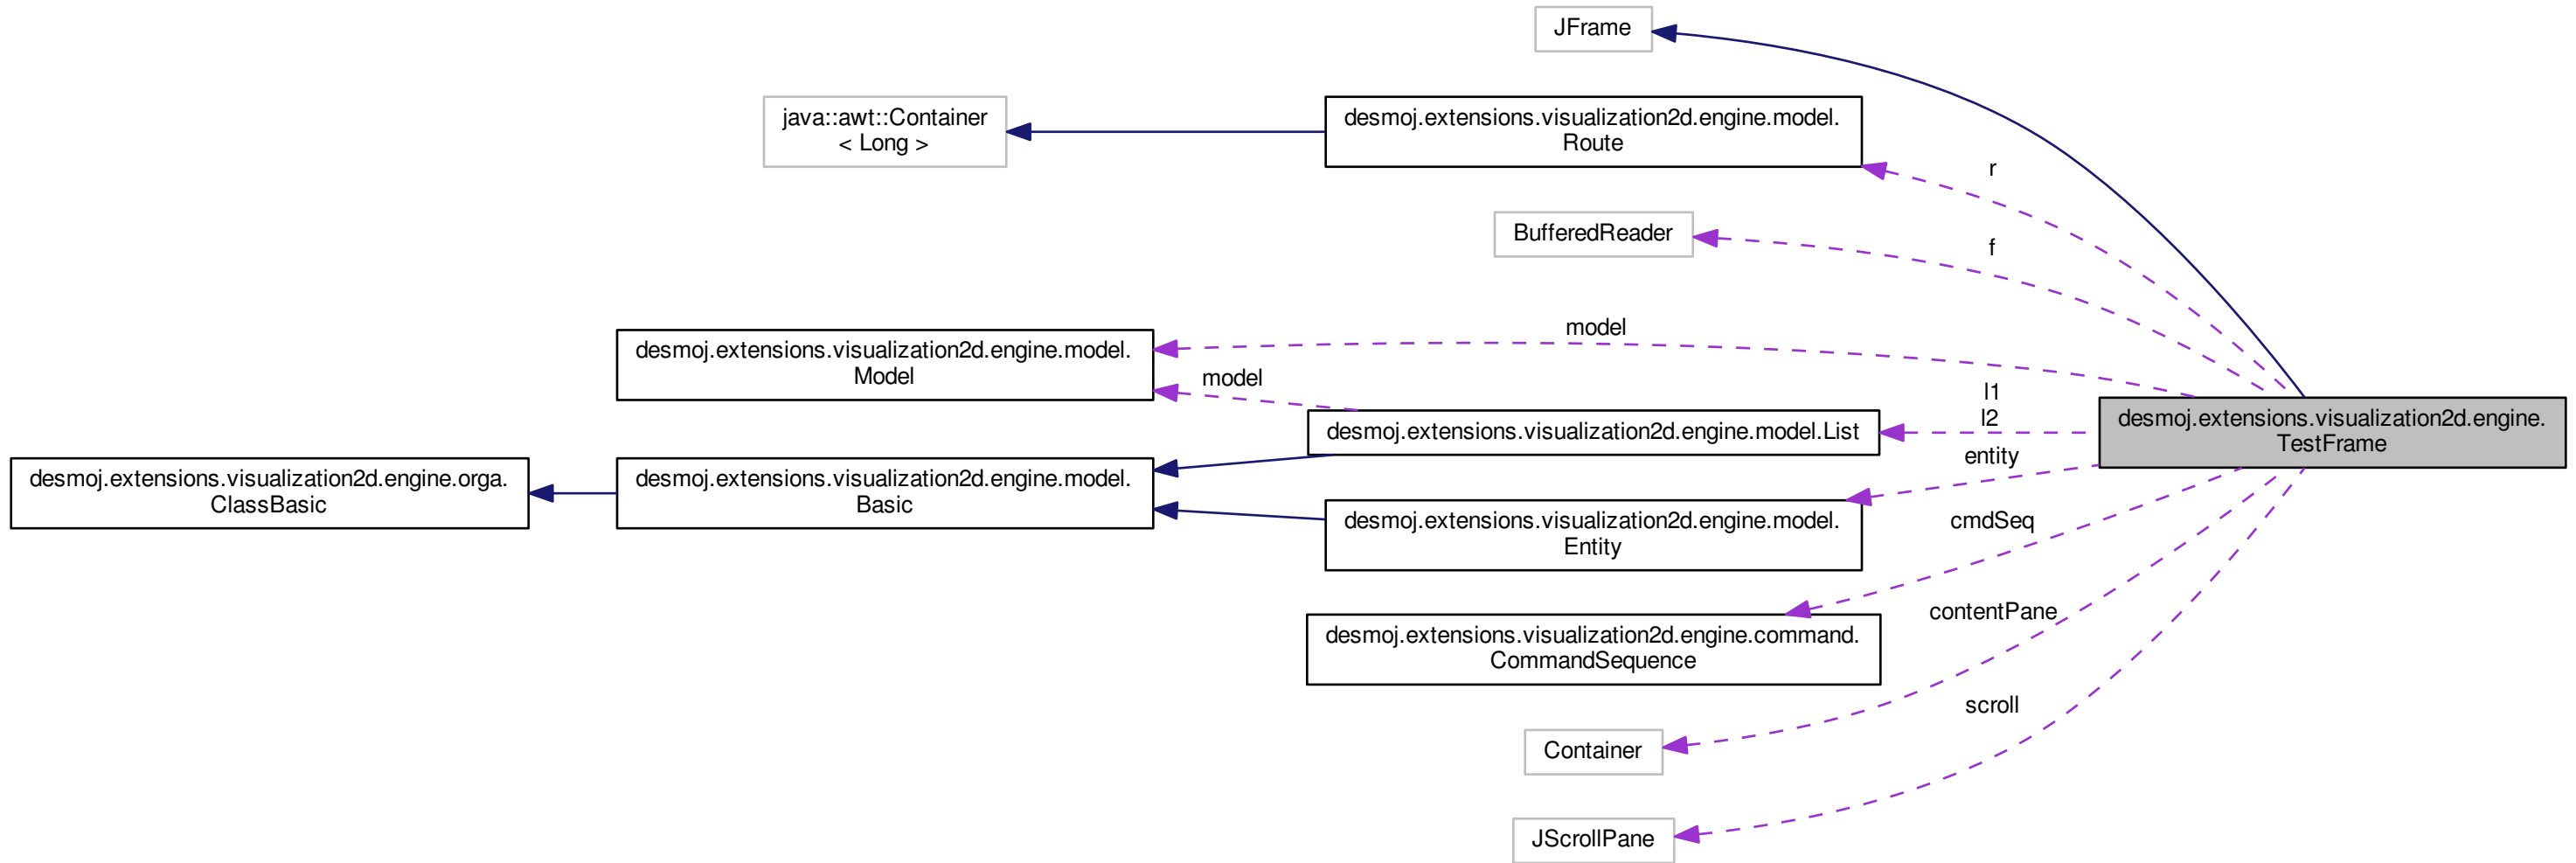 JFrame
java::awt::Container
< Long >
desmoj.extensions.visualization2d.engine.model.
Route
r
BufferedReader
f
model
desmoj.extensions.visualization2d.engine.model.
Model
model
l1
l2
desmoj.extensions.visualization2d.engine.model.List
desmoj.extensions.visualization2d.engine.
TestFrame
entity
desmoj.extensions.visualization2d.engine.orga.
ClassBasic
desmoj.extensions.visualization2d.engine.model.
Basic
desmoj.extensions.visualization2d.engine.model.
Entity
cmdSeq
desmoj.extensions.visualization2d.engine.command.
CommandSequence
contentPane
scroll
Container
JScrollPane